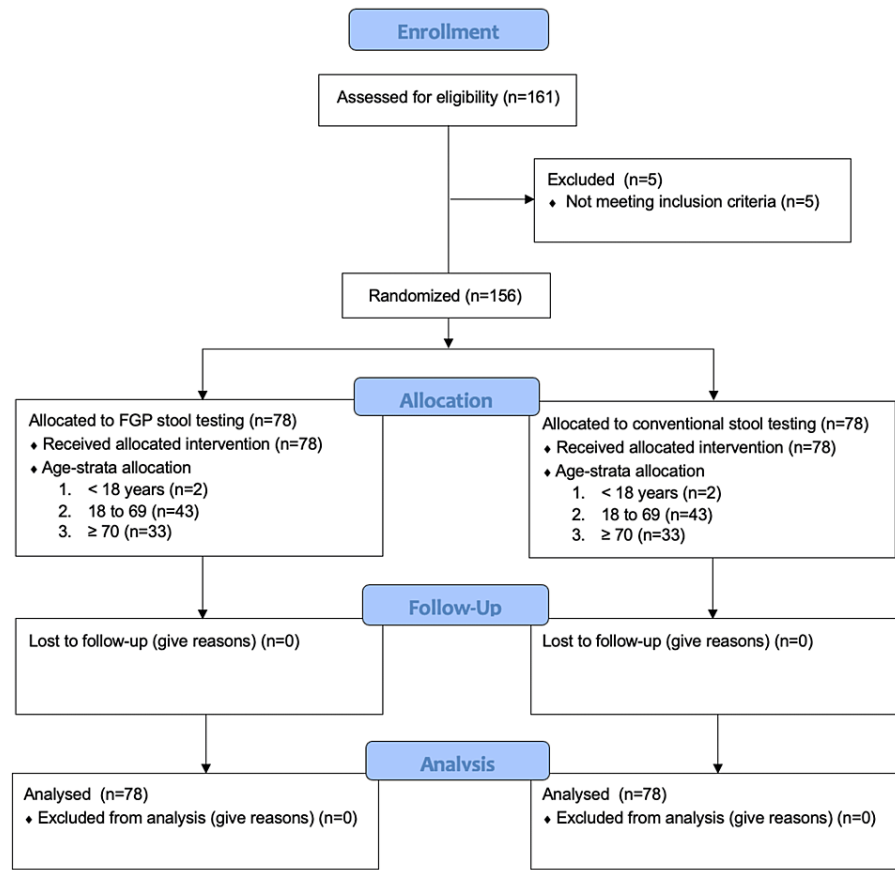 Enrollment
Assessed for eligibility (n=161)
Excluded (n=5)
♦ Not meeting inclusion criteria (n=5)
Randomized (n=156)
Allocation
Allocated to FGP stool testing (n=78)
♦ Received allocated intervention (n=78)
♦ Age-strata allocation
1. < 18 years (n=2)
2. 18 to 69 (n=43)
3. ≥ 70 (n=33)
Allocated to conventional stool testing (n=78)
♦ Received allocated intervention (n=78)
♦ Age-strata allocation
1. < 18 years (n=2)
2. 18 to 69 (n=43)
3. ≥ 70 (n=33)
Follow-Up
Lost to follow-up (give reasons) (n=0)
Lost to follow-up (give reasons) (n=0)
Analysis
Analysed (n=78)
♦ Excluded from analysis (give reasons) (n=0)
Analysed (n=78)
♦ Excluded from analysis (give reasons) (n=0)